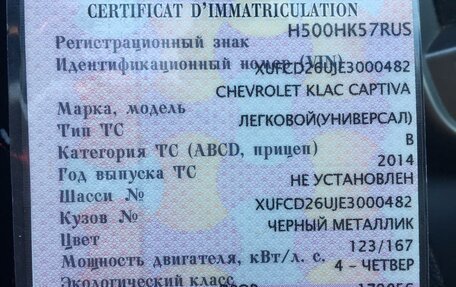 CERTIFICAT D'IMMATRICULATION
Регистрационный знак Н500НК57RUS
Идентификационный номер (VIN) XUFCD26UJE3000482
Марка, модель CHEVROLET KLAC CAPTIVA
Тип ТС ЛЕГКОВОЙ(УНИВЕРСАЛ)
Категория ТС (ABCD, прицеп) B
Год выпуска ТС 2014
Шасси № НЕ УСТАНОВЛЕН
Кузов № XUFCD26UJE3000482
Цвет ЧЕРНЫЙ МЕТАЛЛИК
Мощность двигателя, кВт/л. с. 123/167
Экологический класс 4 - ЧЕТВЕР